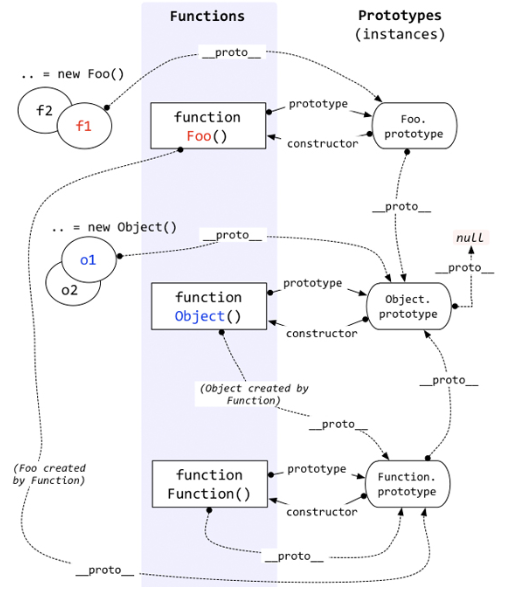 Functions
Prototypes
(instances)
__proto__
.. = new Foo()
f2
f1
function
Foo()
prototype
constructor
Foo.
prototype
__proto__
.. = new Object()
o1
o2
__proto__
null
__proto__
function
Object()
prototype
constructor
Object.
prototype
(Object created by
Function)
__proto__
__proto__
(Foo created
by Function)
function
Function()
prototype
constructor
Function.
prototype
__proto__
__proto__